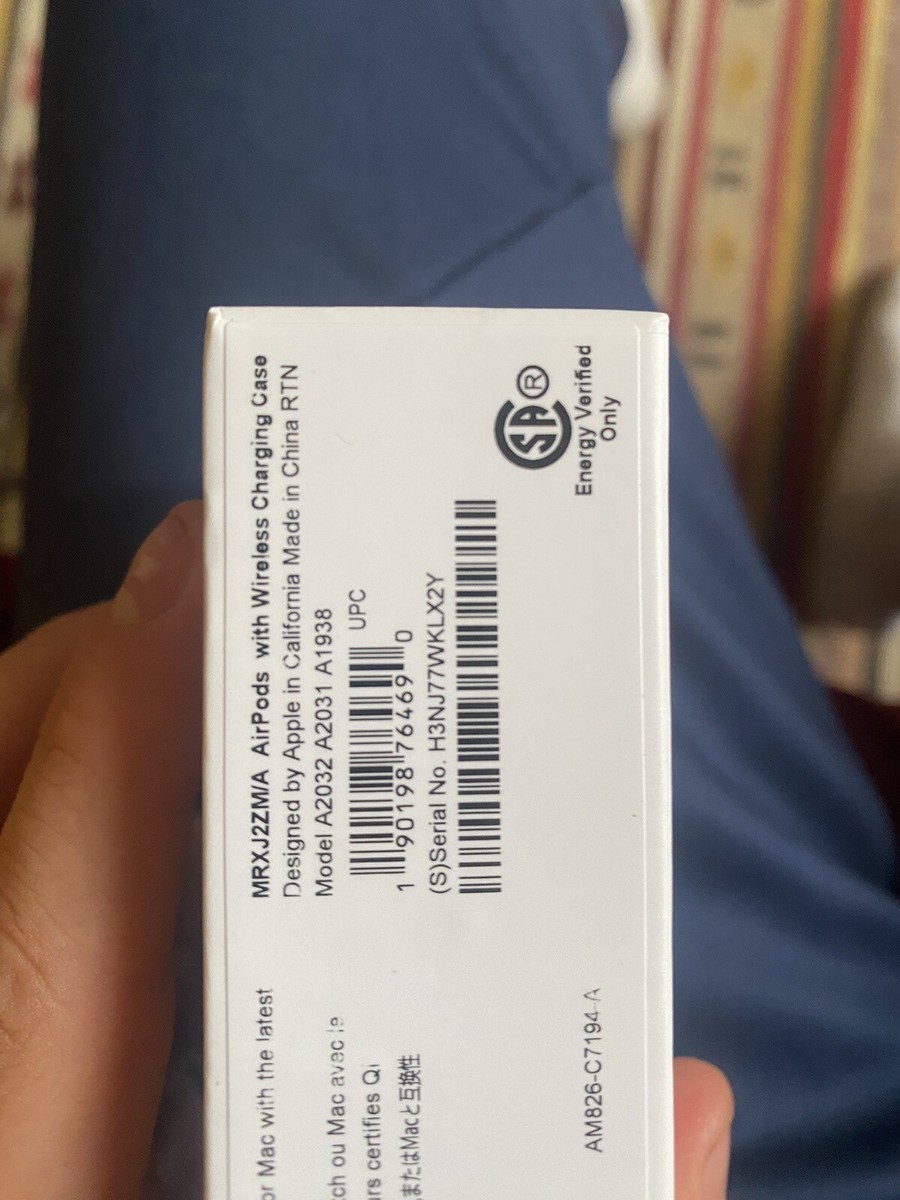 MRXJ2ZM/A AirPods with Wireless Charging Case
Designed by Apple in California Made in China RTN
Model A2032 A2031 A1938
UPC
1 90198 76469 0
(S)Serial No. H3NJ77WKLX2Y
SA ®
Energy Verified
Only
or Mac with the latest
ch ou Mac avec le
rs certifies Qi
またはMacと互換性
AM826-C7194-A